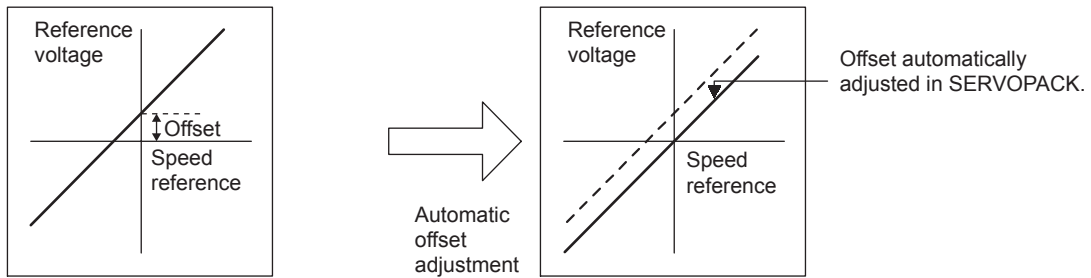 Reference
voltage
Offset
Speed
reference
Automatic
offset
adjustment
Reference
voltage
Speed
reference
Offset automatically
adjusted in SERVOPACK.